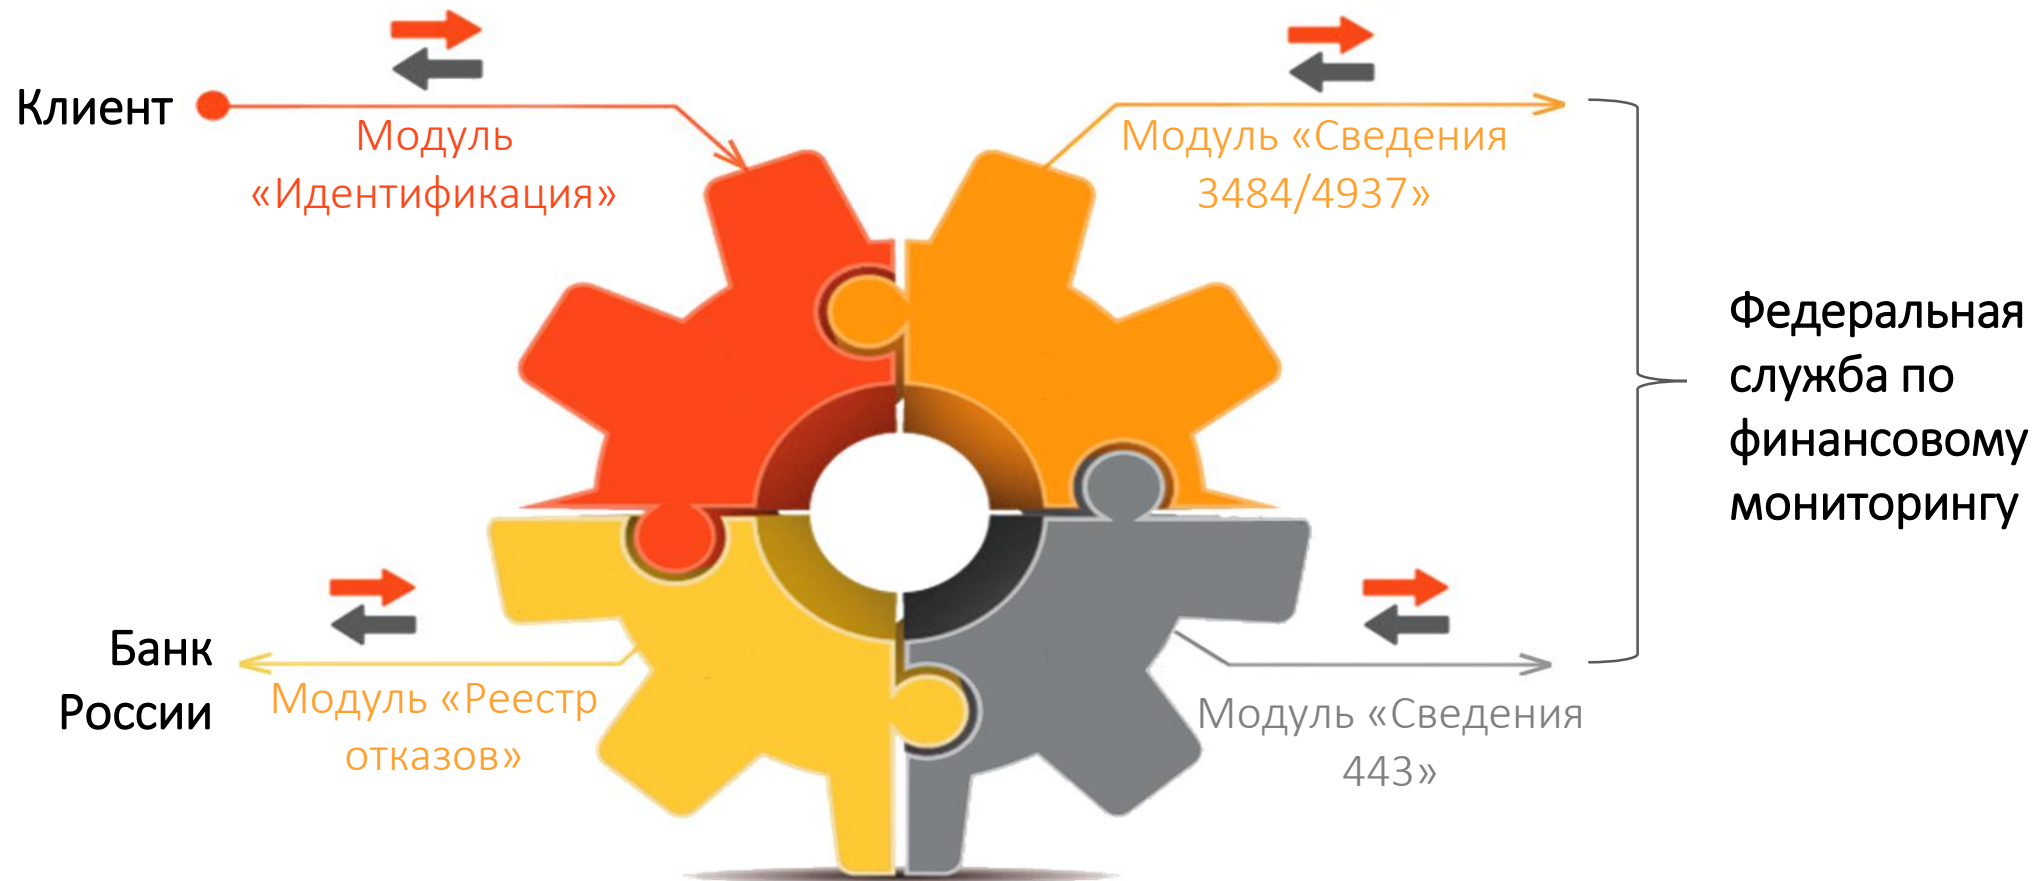 Клиент
Модуль
«Идентификация»
Модуль «Сведения
3484/4937»
Федеральная
служба по
финансовому
мониторингу
Банк
России
Модуль «Реестр
отказов»
Модуль «Сведения
443»